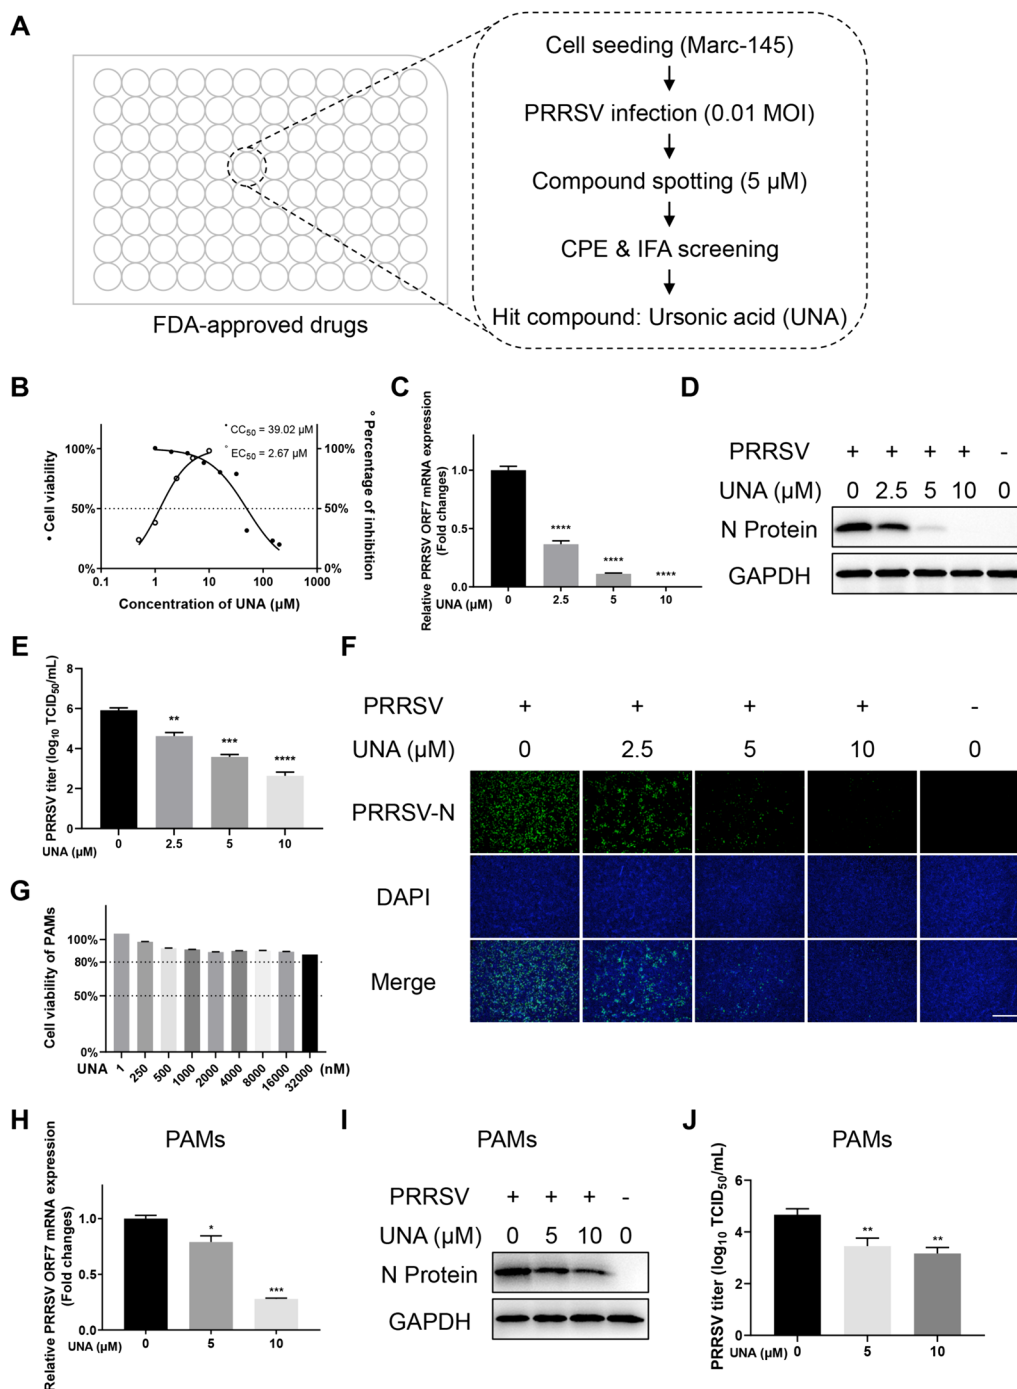 A
Cell seeding (Marc-145)
PRRSV infection (0.01 MOI)
Compound spotting (5 µM)
CPE & IFA screening
Hit compound: Ursonic acid (UNA)
FDA-approved drugs
B
• Cell viability
100%
50%
0%
• CC50 = 39.02 µM
° EC50 = 2.67 µM
100%
50%
0%
° Percentage of inhibition
0.1 1 10 100 1000
Concentration of UNA (µM)
C
Relative PRRSV ORF7 mRNA expression
(Fold changes)
1.0
0.5
0.0
**** **** ****
UNA (µM) 0 2.5 5 10
D
PRRSV + + + + -
UNA (µM) 0 2.5 5 10 0
N Protein
GAPDH
E
PRRSV titer (log10 TCID50/mL)
8
6
4
2
0
** *** ****
UNA (µM) 0 2.5 5 10
F
PRRSV + + + + -
UNA (µM) 0 2.5 5 10 0
PRRSV-N
DAPI
Merge
G
Cell viability of PAMs
100%
80%
50%
0%
UNA 1 250 500 1000 2000 4000 8000 16000 32000 (nM)
H
PAMs
Relative PRRSV ORF7 mRNA expression
(Fold changes)
1.0
0.5
0.0
* ***
UNA (µM) 0 5 10
I
PAMs
PRRSV + + + -
UNA (µM) 0 5 10 0
N Protein
GAPDH
J
PAMs
PRRSV titer (log10 TCID50/mL)
6
4
2
0
** **
UNA (µM) 0 5 10